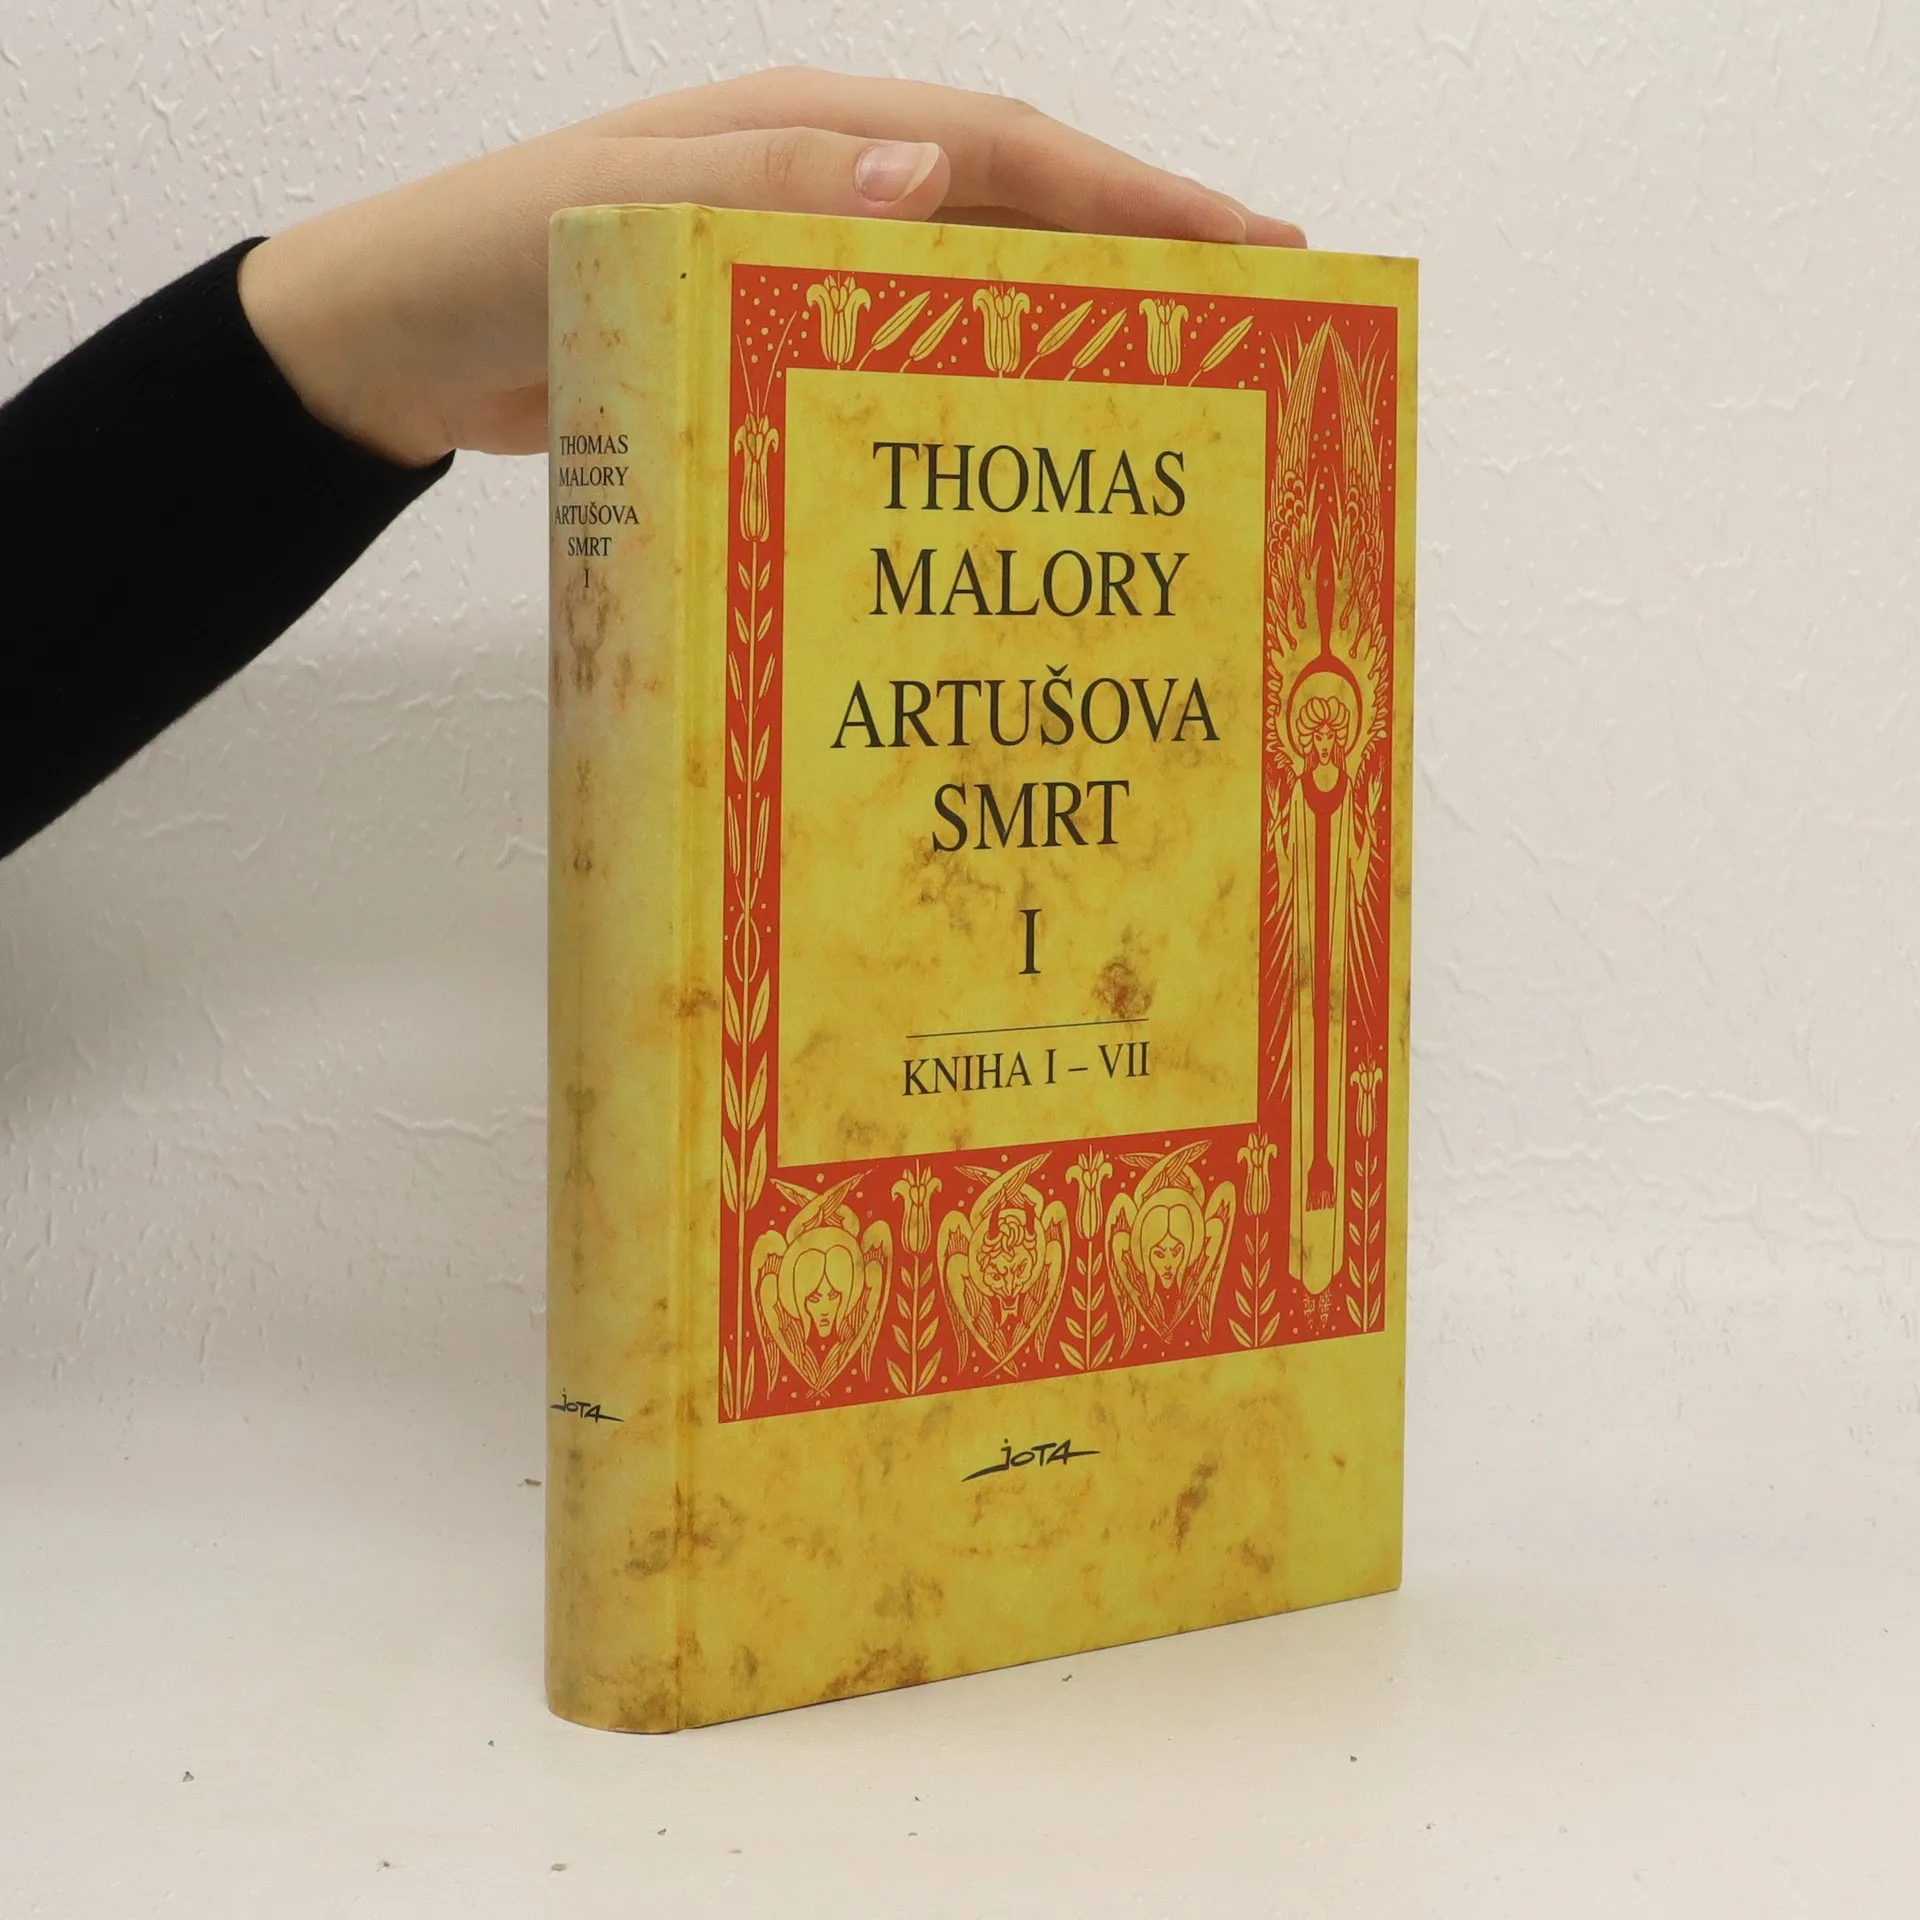 THOMAS
MALORY
ARTUŠOVA
SMRT
I
JOTA
THOMAS
MALORY
ARTUŠOVA
SMRT
I
KNIHA I – VII
JOTA